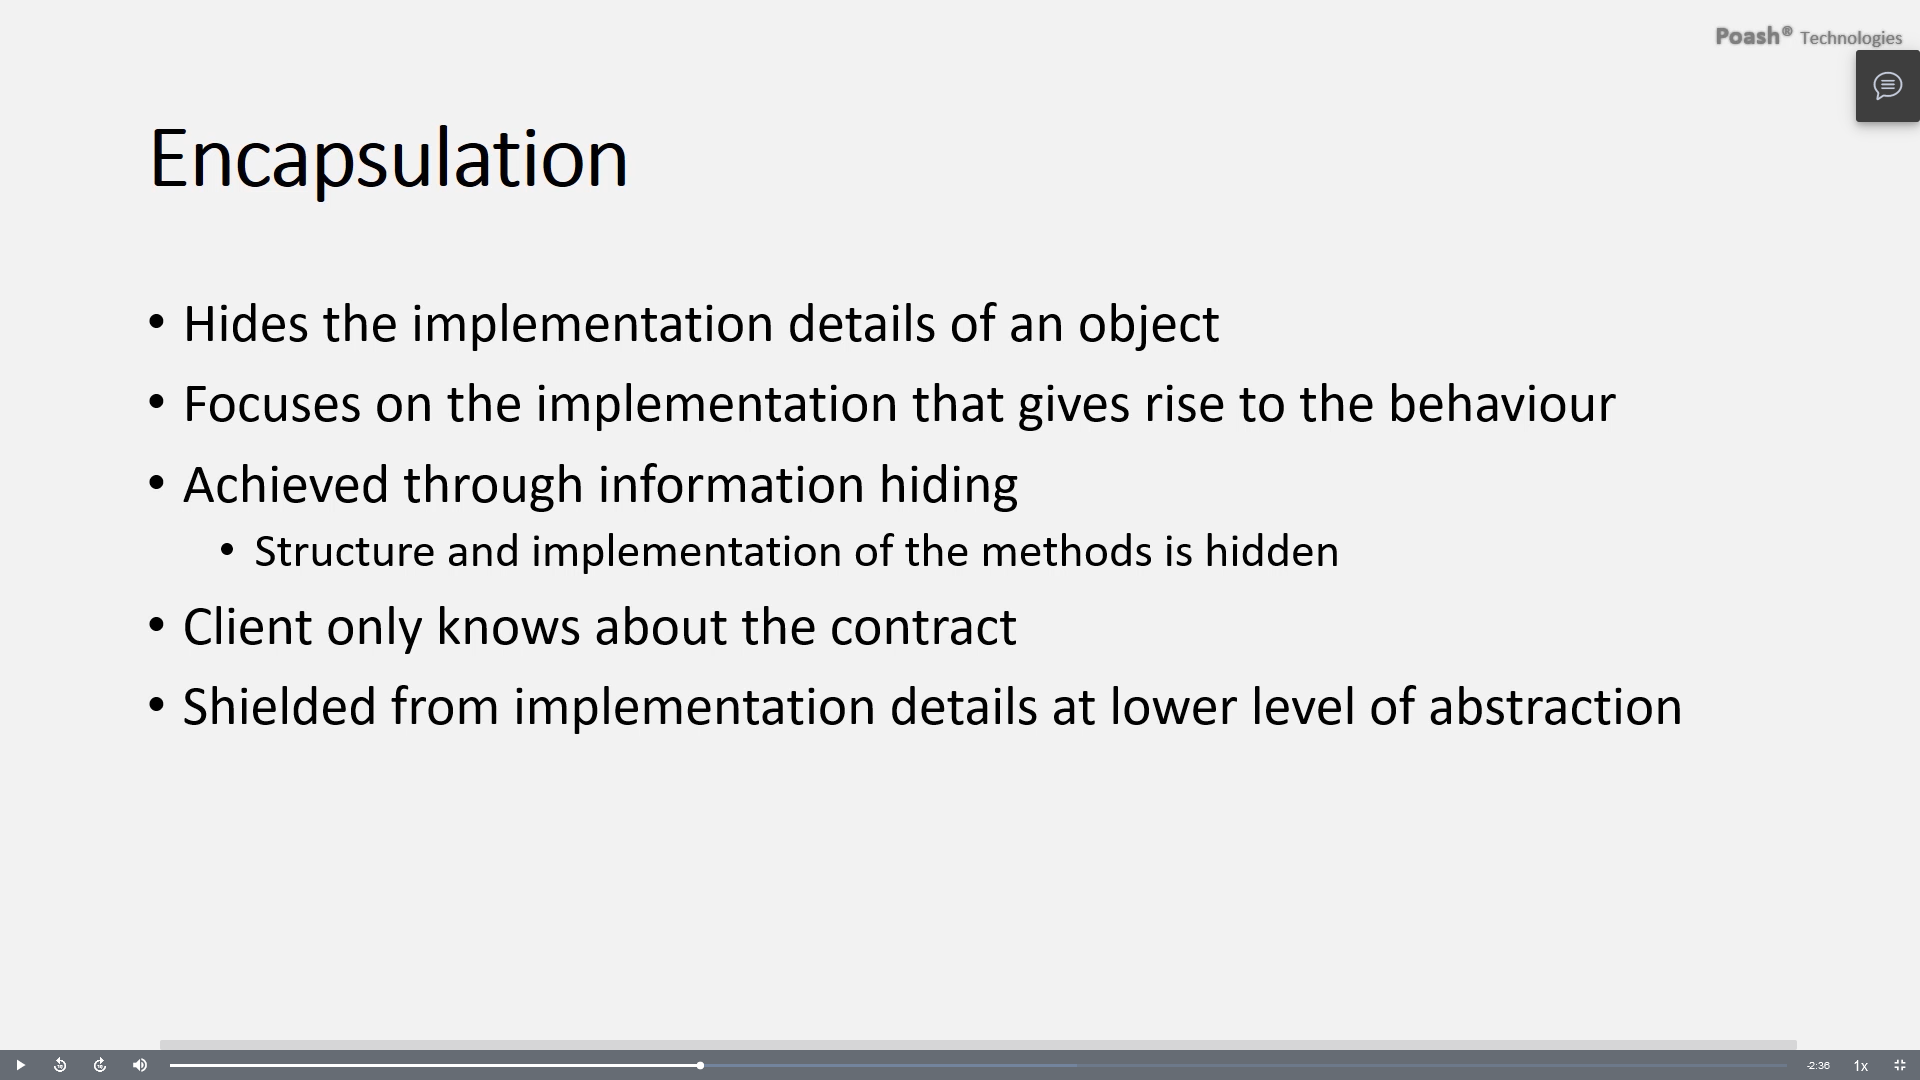 Poash® Technologies
Encapsulation
• Hides the implementation details of an object
• Focuses on the implementation that gives rise to the behaviour
• Achieved through information hiding
• Structure and implementation of the methods is hidden
• Client only knows about the contract
• Shielded from implementation details at lower level of abstraction
-2:36 1x